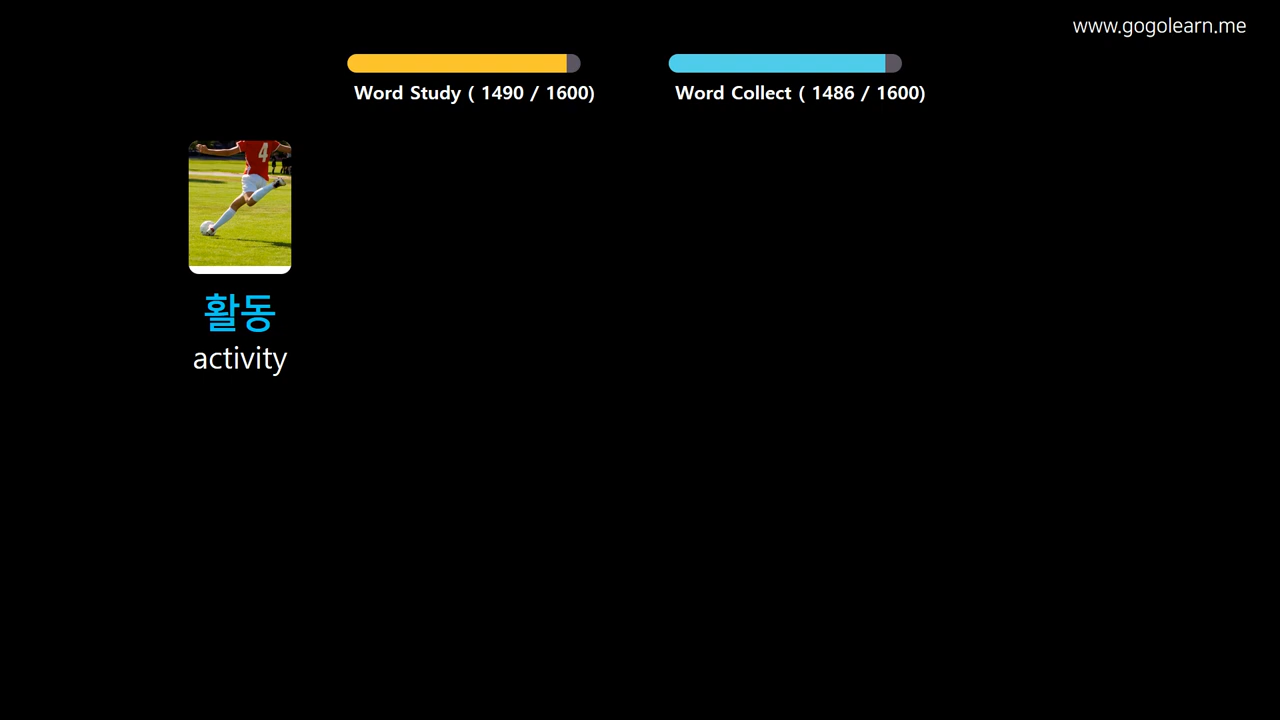 www.gogolearn.me
Word Study ( 1490 / 1600)
Word Collect ( 1486 / 1600)
4
활동
activity